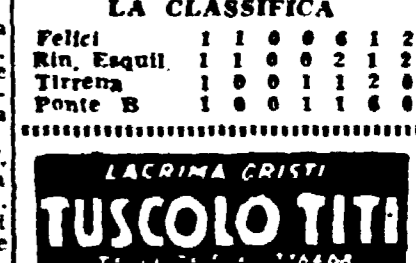 LA CLASSIFICA
Felici 1 1 0 0 6 1 2
Rin. Esquil. 1 1 0 0 2 1 2
Tirrena 1 0 0 1 1 2 0
Ponte B 1 0 0 1 1 6 0
LACRIMA CRISTI
TUSCOLO TITI